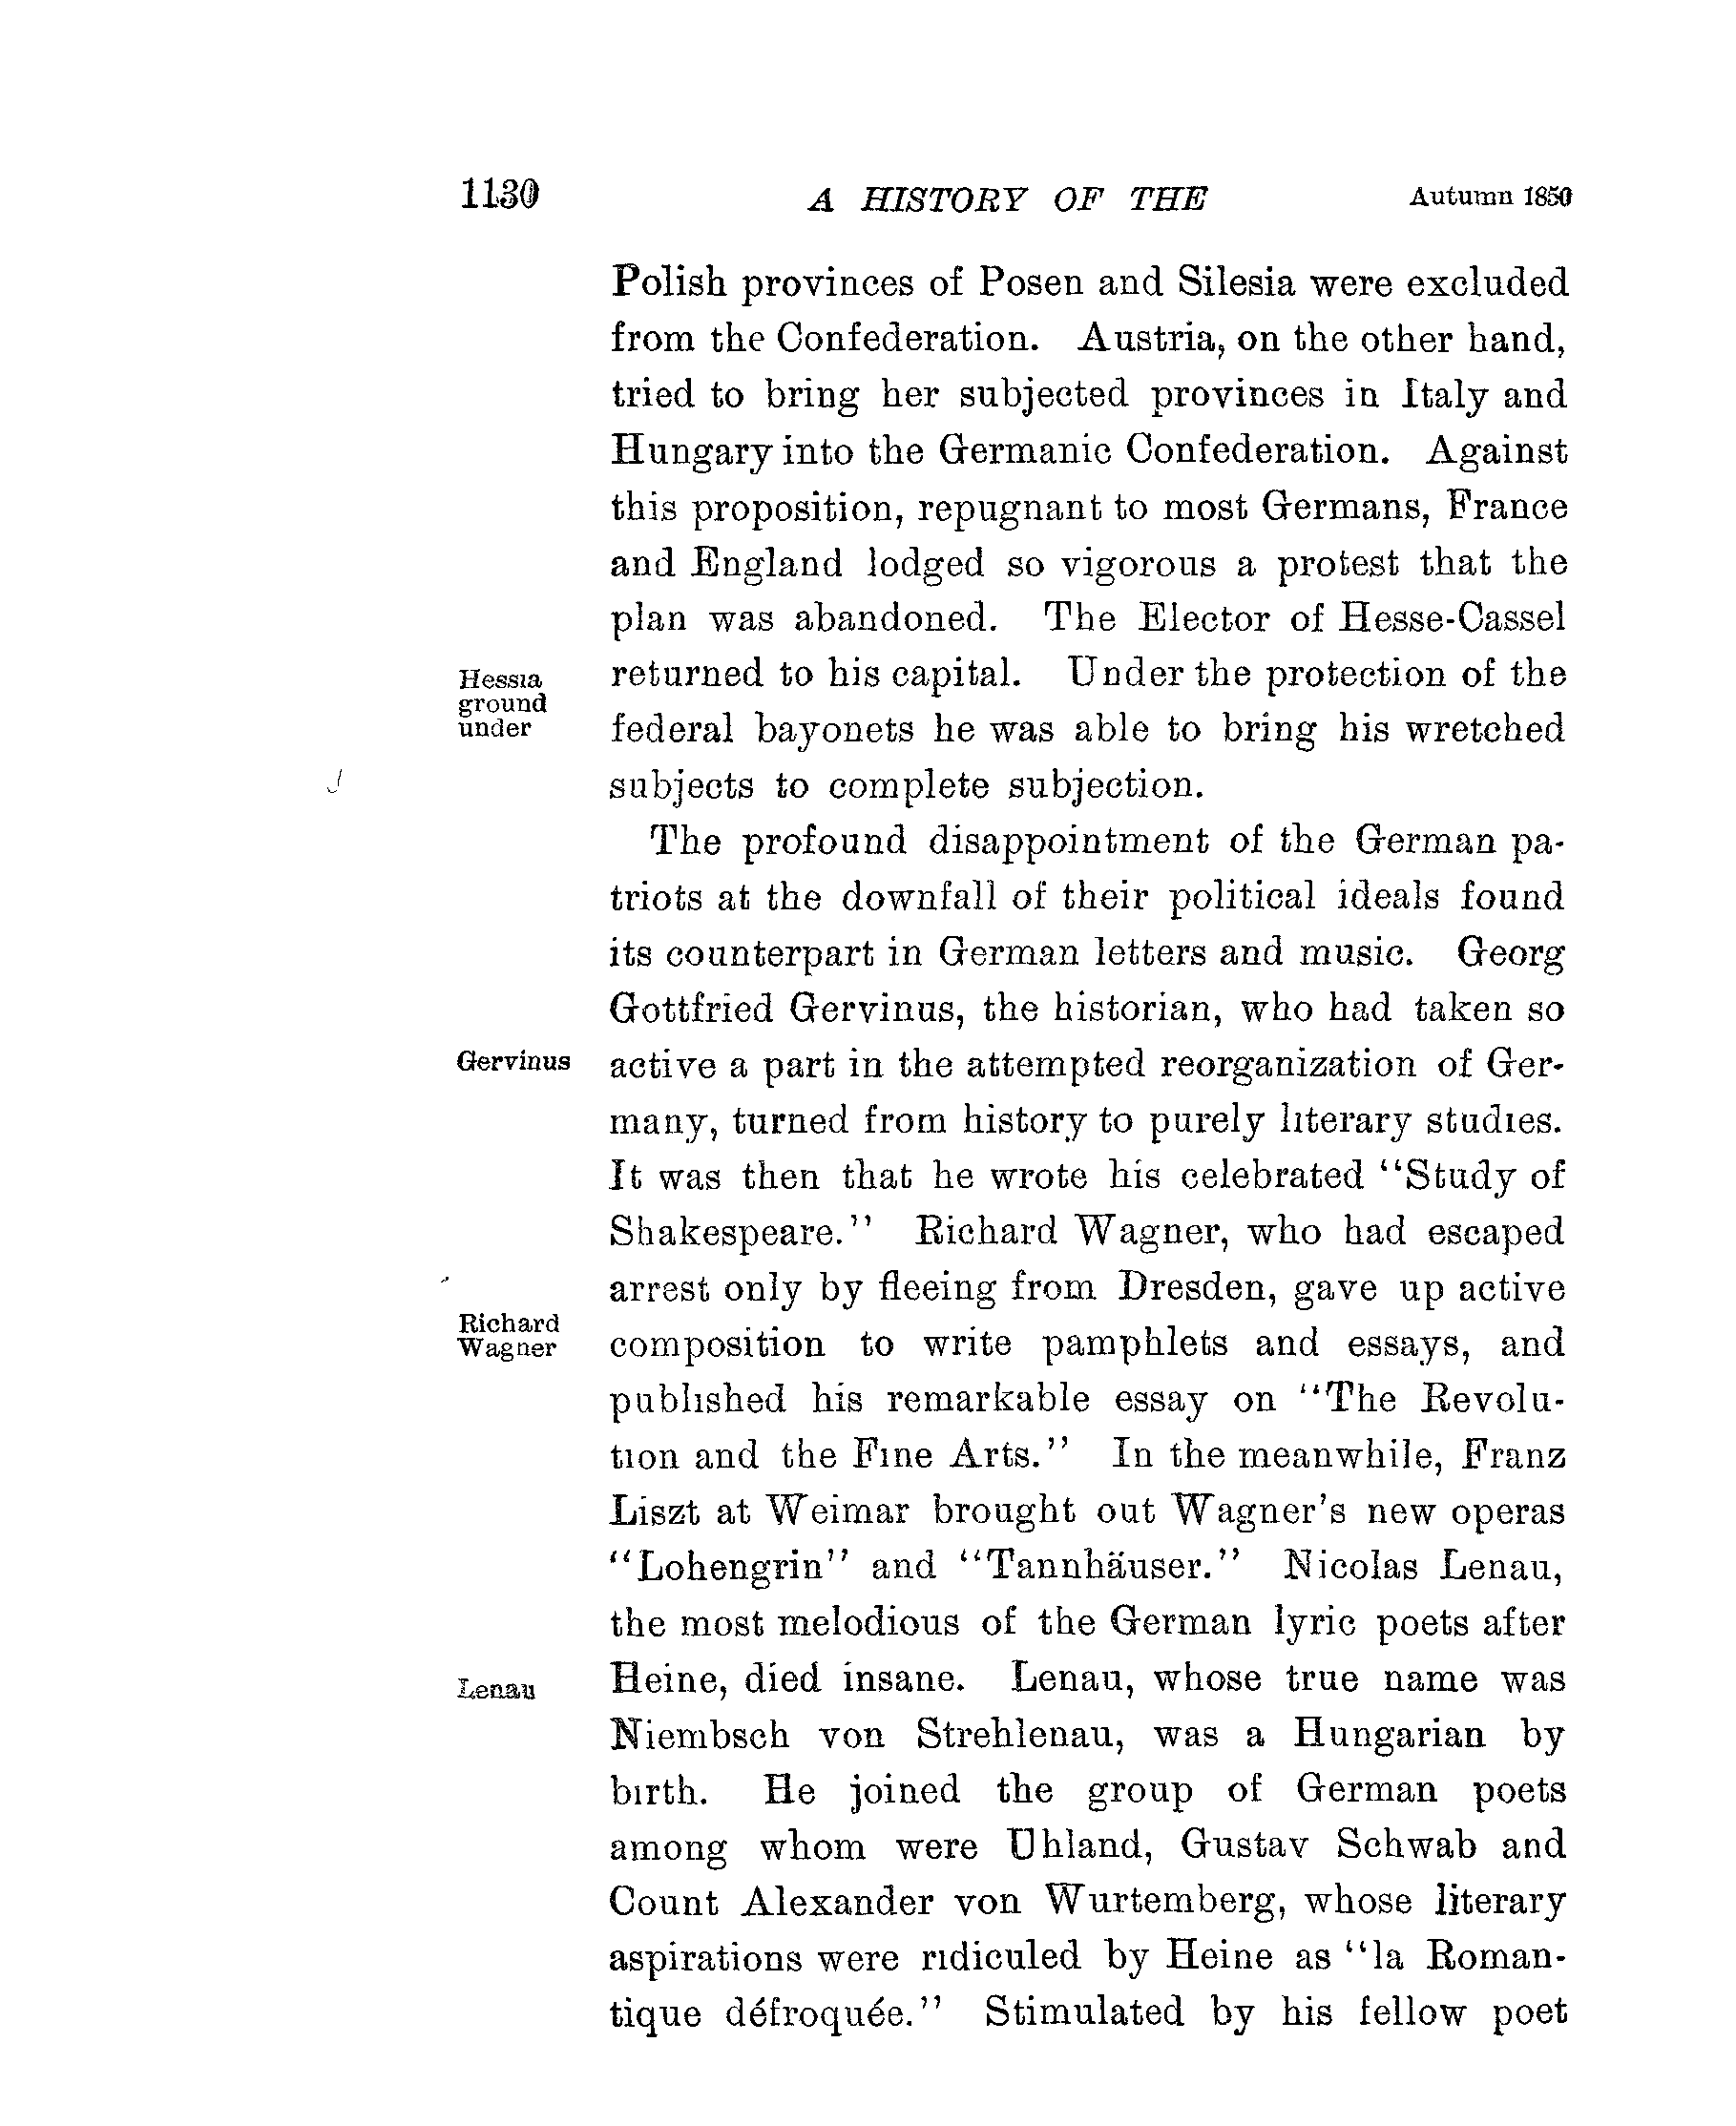 1130 A HISTORY OF THE Autumn 1850
Polish provinces of Posen and Silesia were excluded
from the Confederation. Austria, on the other hand,
tried to bring her subjected provinces in Italy and
Hungary into the Germanic Confederation. Against
this proposition, repugnant to most Germans, France
and England lodged so vigorous a protest that the
plan was abandoned. The Elector of Hesse-Cassel
Hessia
ground
under
returned to his capital. Under the protection of the
federal bayonets he was able to bring his wretched
subjects to complete subjection.
The profound disappointment of the German pa-
triots at the downfall of their political ideals found
its counterpart in German letters and music. Georg
Gottfried Gervinus, the historian, who had taken so
Gervinus
active a part in the attempted reorganization of Ger-
many, turned from history to purely literary studies.
It was then that he wrote his celebrated "Study of
Shakespeare." Richard Wagner, who had escaped
arrest only by fleeing from Dresden, gave up active
Richard
Wagner
composition to write pamphlets and essays, and
published his remarkable essay on "The Revolu-
tion and the Fine Arts." In the meanwhile, Franz
Liszt at Weimar brought out Wagner's new operas
"Lohengrin" and "Tannhäuser." Nicolas Lenau,
the most melodious of the German lyric poets after
Lenau
Heine, died insane. Lenau, whose true name was
Niembsch von Strehlenau, was a Hungarian by
birth. He joined the group of German poets
among whom were Uhland, Gustav Schwab and
Count Alexander von Wurtemberg, whose literary
aspirations were ridiculed by Heine as "la Roman-
tique défroquée." Stimulated by his fellow poet